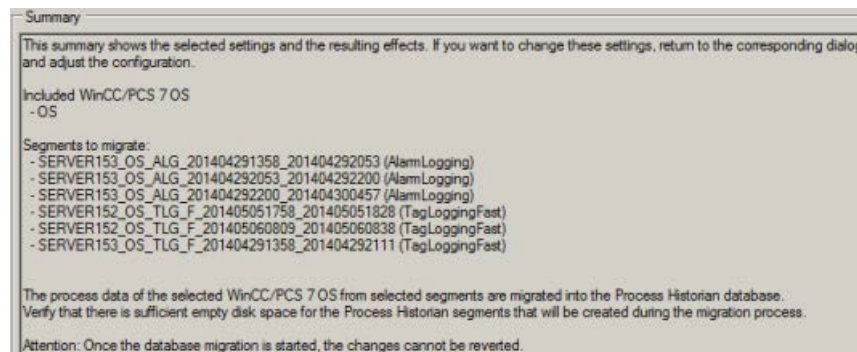 Summary
This summary shows the selected settings and the resulting effects. If you want to change these settings, return to the corresponding dialog
and adjust the configuration.
Included WinCC/PCS 7 OS
- OS
Segments to migrate:
- SERVER153_OS_ALG_201404291358_201404292053 (AlarmLogging)
- SERVER153_OS_ALG_201404292053_201404292200 (AlarmLogging)
- SERVER153_OS_ALG_201404292200_201404300457 (AlarmLogging)
- SERVER152_OS_TLG_F_201405051758_201405051828 (TagLoggingFast)
- SERVER152_OS_TLG_F_201405060809_201405060838 (TagLoggingFast)
- SERVER153_OS_TLG_F_201404291358_201404292111 (TagLoggingFast)
The process data of the selected WinCC/PCS 7 OS from selected segments are migrated into the Process Historian database.
Verify that there is sufficient empty disk space for the Process Historian segments that will be created during the migration process.
Attention: Once the database migration is started, the changes cannot be reverted.